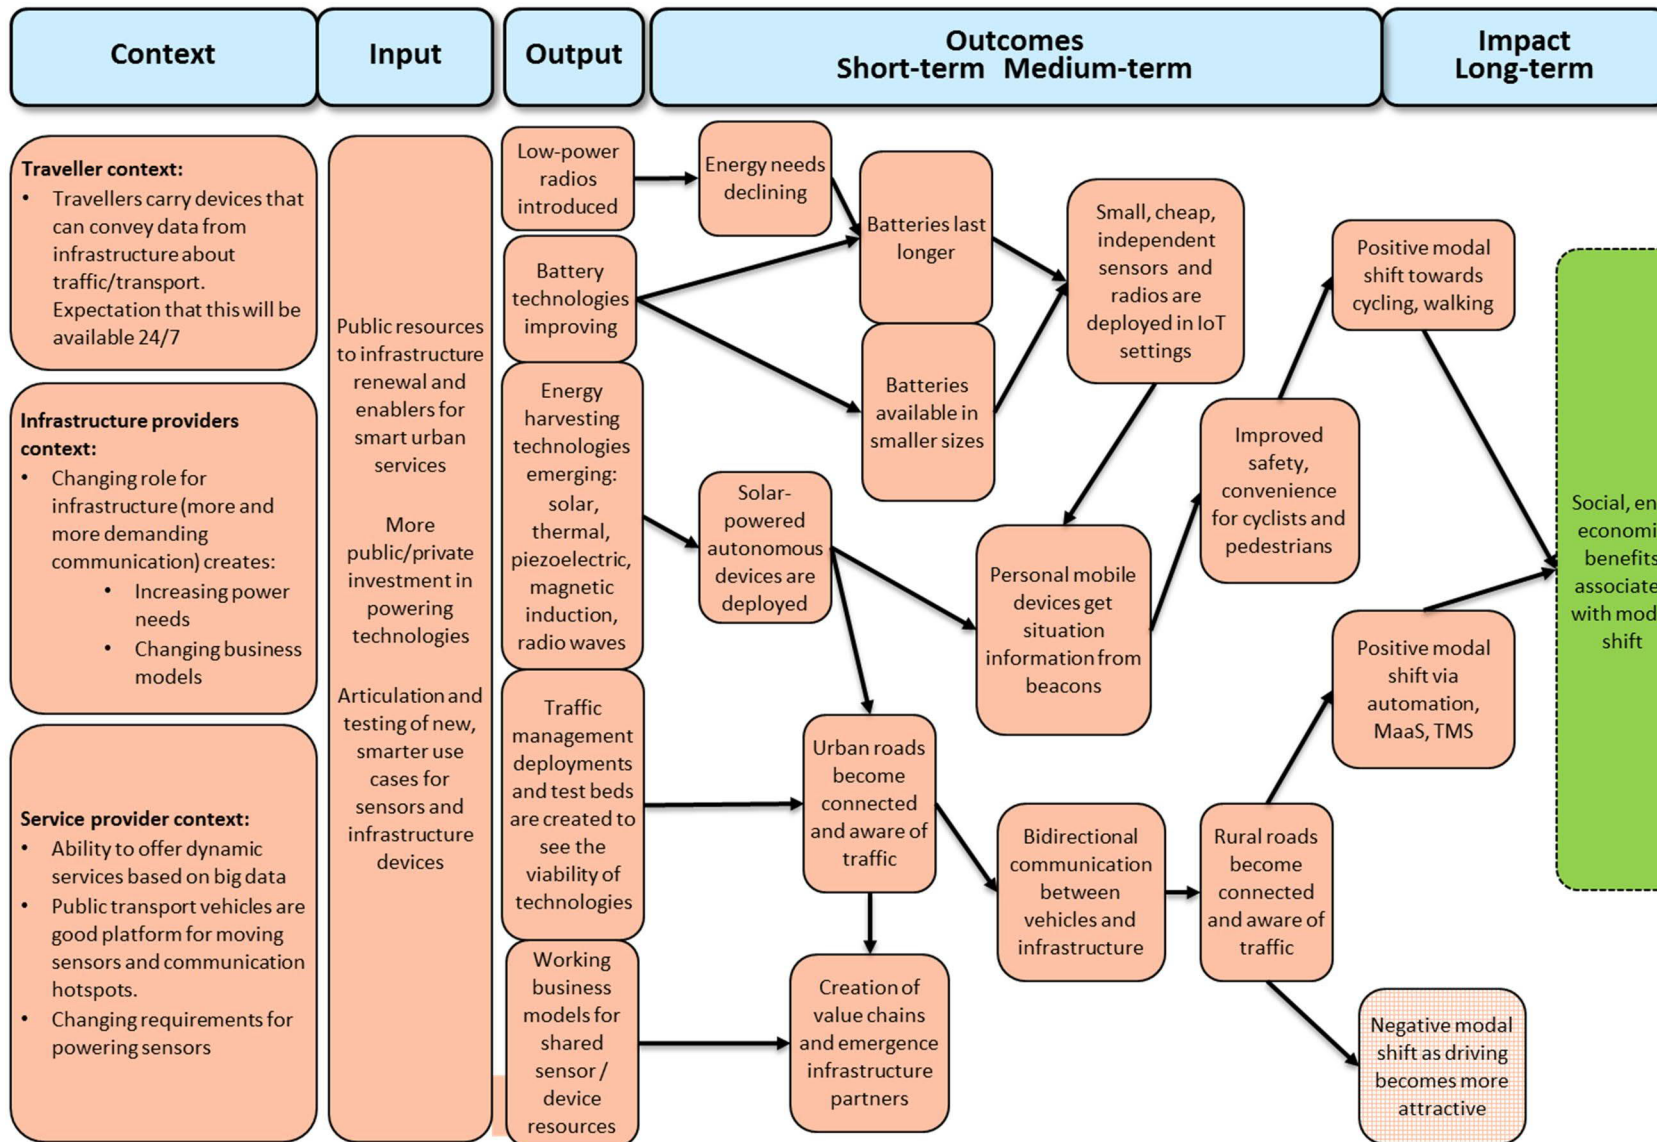 Context
Input
Output
Outcomes
Short-term Medium-term
Impact
Long-term
Traveller context:
• Travellers carry devices that
can convey data from
infrastructure about
traffic/transport.
Expectation that this will be
available 24/7
Infrastructure providers
context:
• Changing role for
infrastructure (more and
more demanding
communication) creates:
• Increasing power
needs
• Changing business
models
Service provider context:
• Ability to offer dynamic
services based on big data
• Public transport vehicles are
good platform for moving
sensors and communication
hotspots.
• Changing requirements for
powering sensors
Public resources
to infrastructure
renewal and
enablers for
smart urban
services
More
public/private
investment in
powering
technologies
Articulation and
testing of new,
smarter use
cases for
sensors and
infrastructure
devices
Low-power
radios
introduced
Battery
technologies
improving
Energy
harvesting
technologies
emerging:
solar,
thermal,
piezoelectric,
magnetic
induction,
radio waves
Traffic
management
deployments
and test beds
are created to
see the
viability of
technologies
Working
business
models for
shared
sensor /
device
resources
Energy needs
declining
Batteries last
longer
Batteries
available in
smaller sizes
Solar-
powered
autonomous
devices are
deployed
Urban roads
become
connected
and aware of
traffic
Creation of
value chains
and emergence
infrastructure
partners
Small, cheap,
independent
sensors and
radios are
deployed in IoT
settings
Personal mobile
devices get
situation
information from
beacons
Bidirectional
communication
between
vehicles and
infrastructure
Improved
safety,
convenience
for cyclists and
pedestrians
Rural roads
become
connected
and aware of
traffic
Positive modal
shift towards
cycling, walking
Positive modal
shift via
automation,
MaaS, TMS
Negative modal
shift as driving
becomes more
attractive
Social,
benefits
with
shift